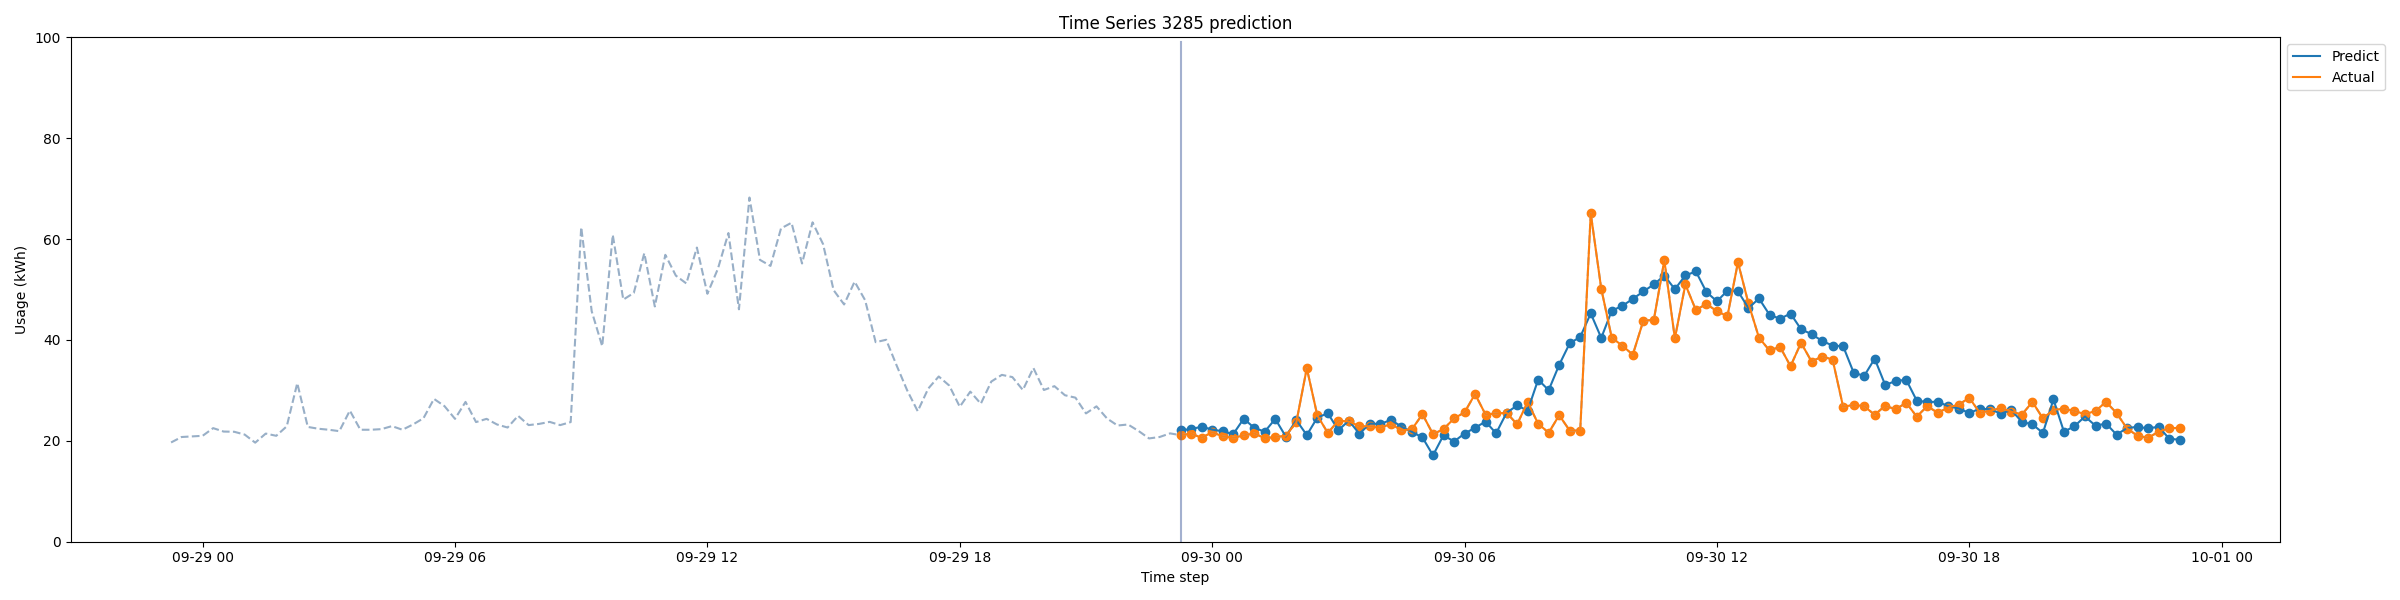 Time Series 3285 prediction
100
80
60
40
20
0
Usage (kWh)
09-29 00 09-29 06 09-29 12 09-29 18 09-30 00 09-30 06 09-30 12 09-30 18 10-01 00
Time step
Predict
Actual